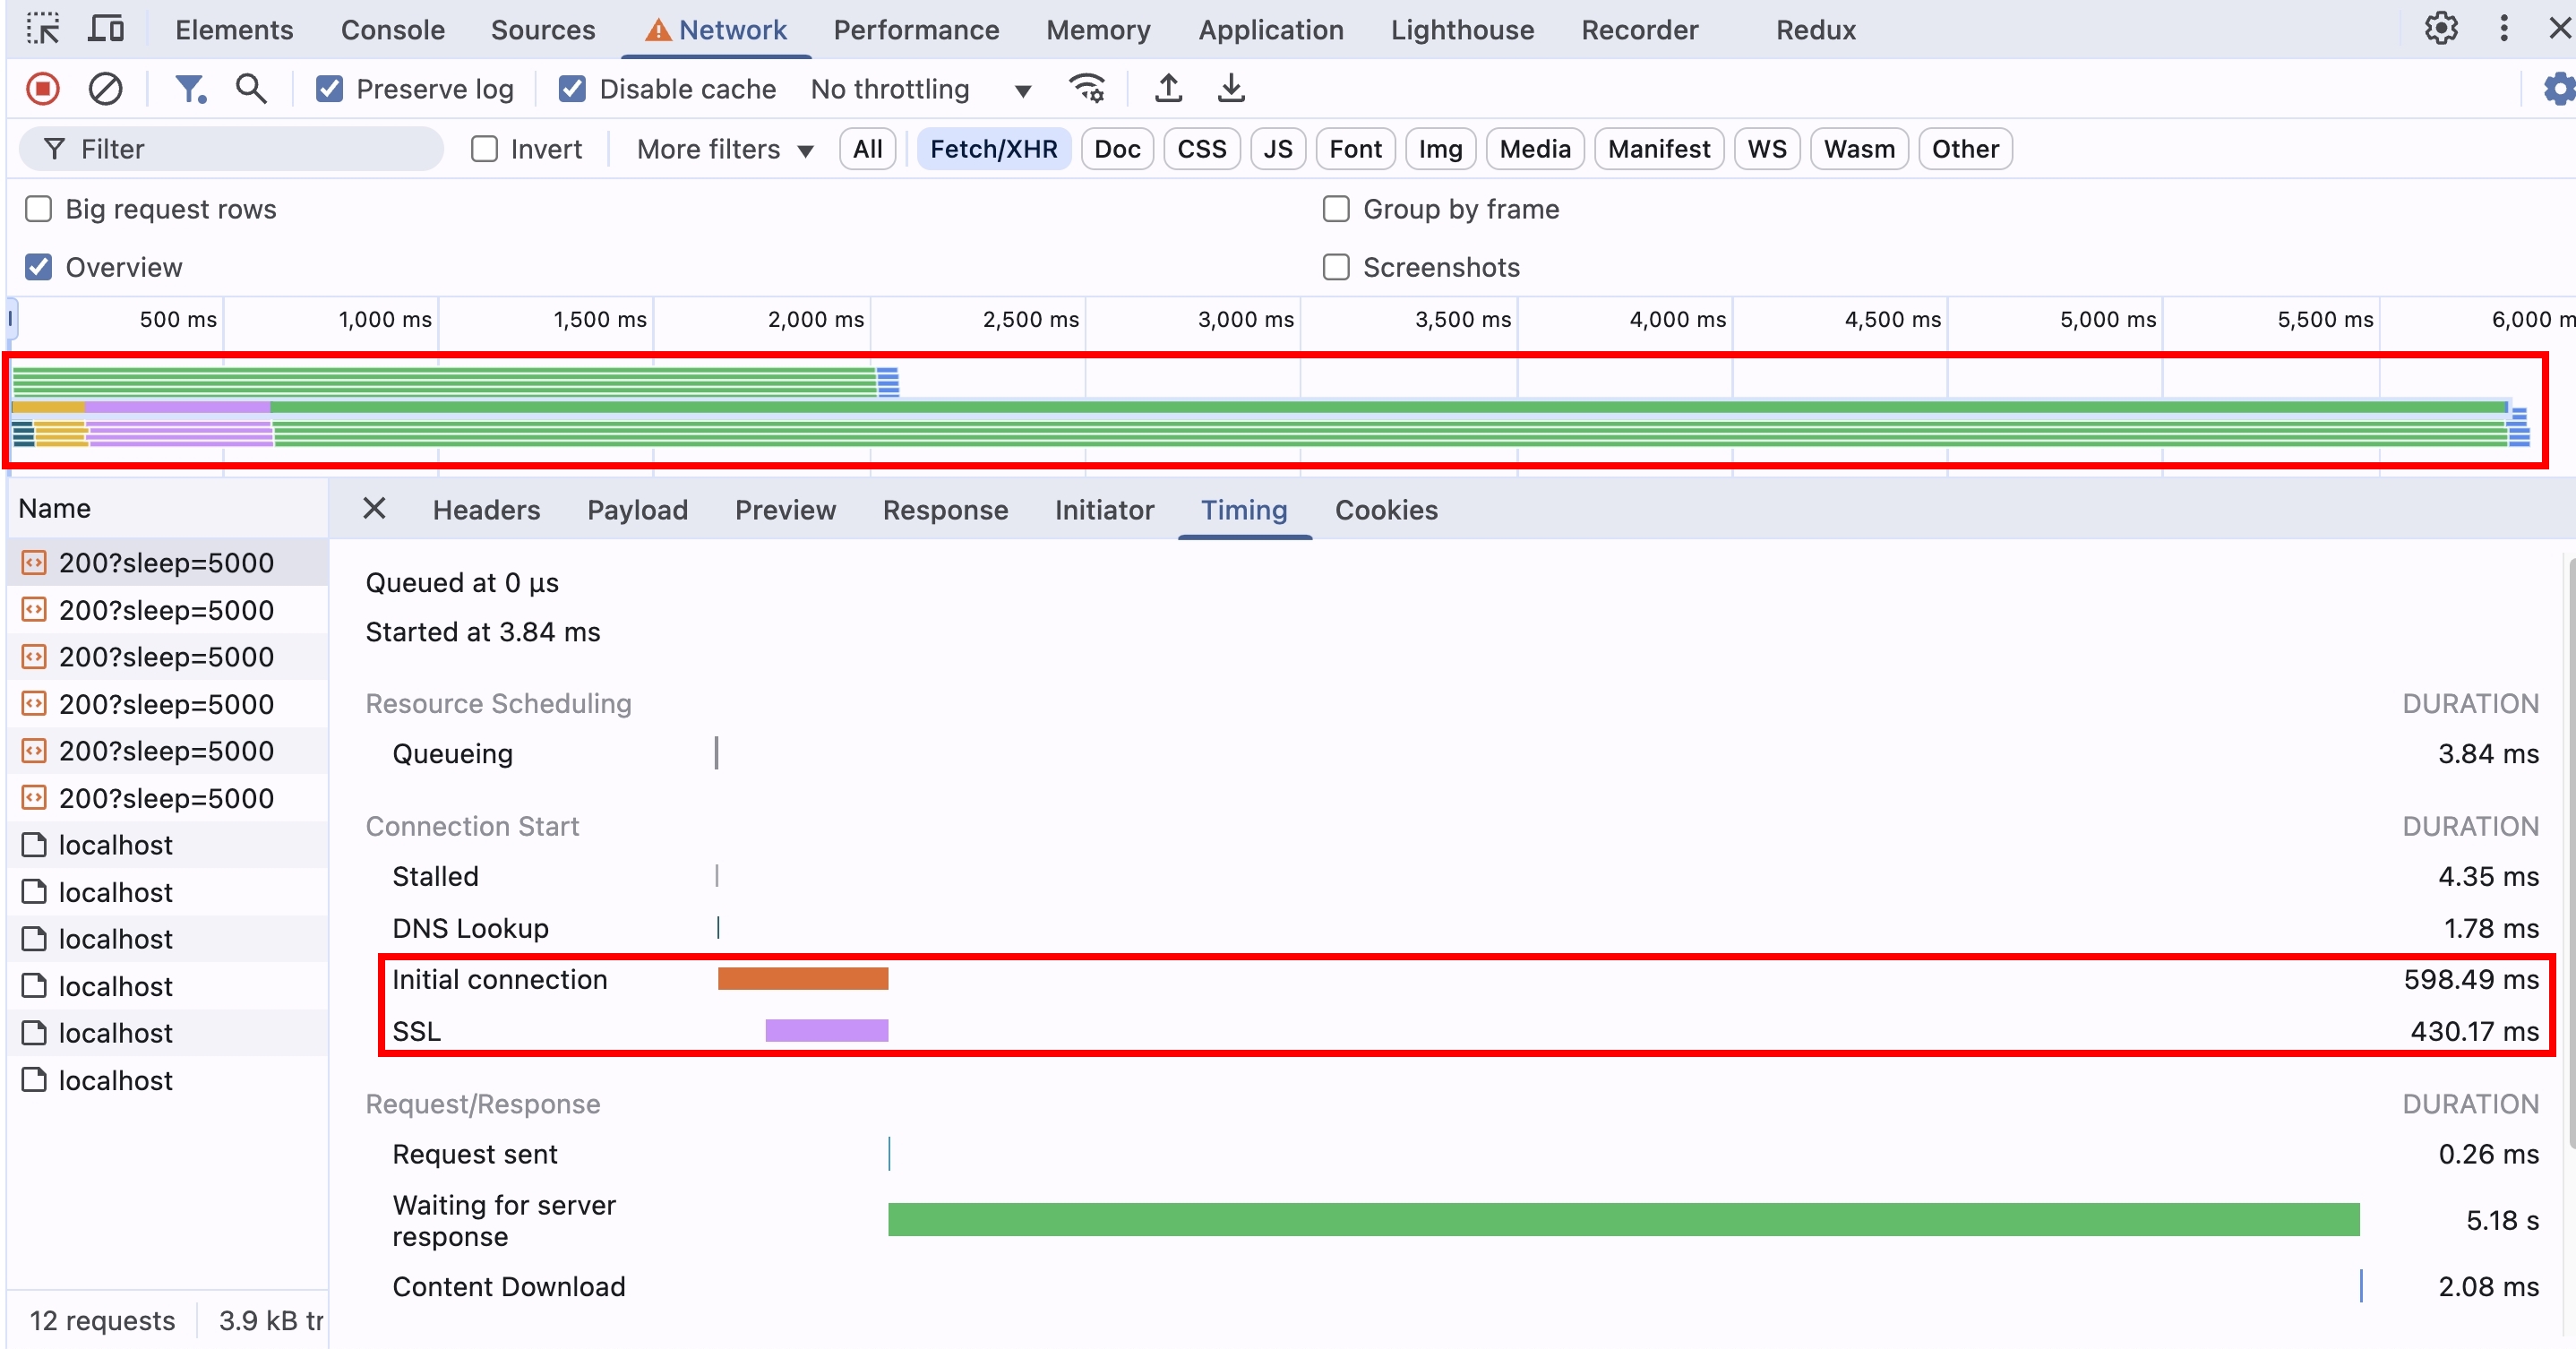 Elements Console Sources Network Performance Memory Application Lighthouse Recorder Redux
Preserve log Disable cache No throttling
Filter Invert More filters All Fetch/XHR Doc CSS JS Font Img Media Manifest WS Wasm Other
Big request rows Group by frame
Overview Screenshots
500 ms 1,000 ms 1,500 ms 2,000 ms 2,500 ms 3,000 ms 3,500 ms 4,000 ms 4,500 ms 5,000 ms 5,500 ms 6,000 m
Name Headers Payload Preview Response Initiator Timing Cookies
200?sleep=5000
200?sleep=5000
200?sleep=5000
200?sleep=5000
200?sleep=5000
200?sleep=5000
localhost
localhost
localhost
localhost
localhost
localhost
12 requests 3.9 kB tr
Queued at 0 μs
Started at 3.84 ms
Resource Scheduling DURATION
Queueing 3.84 ms
Connection Start DURATION
Stalled 4.35 ms
DNS Lookup 1.78 ms
Initial connection 598.49 ms
SSL 430.17 ms
Request/Response DURATION
Request sent 0.26 ms
Waiting for server
response 5.18 s
Content Download 2.08 ms